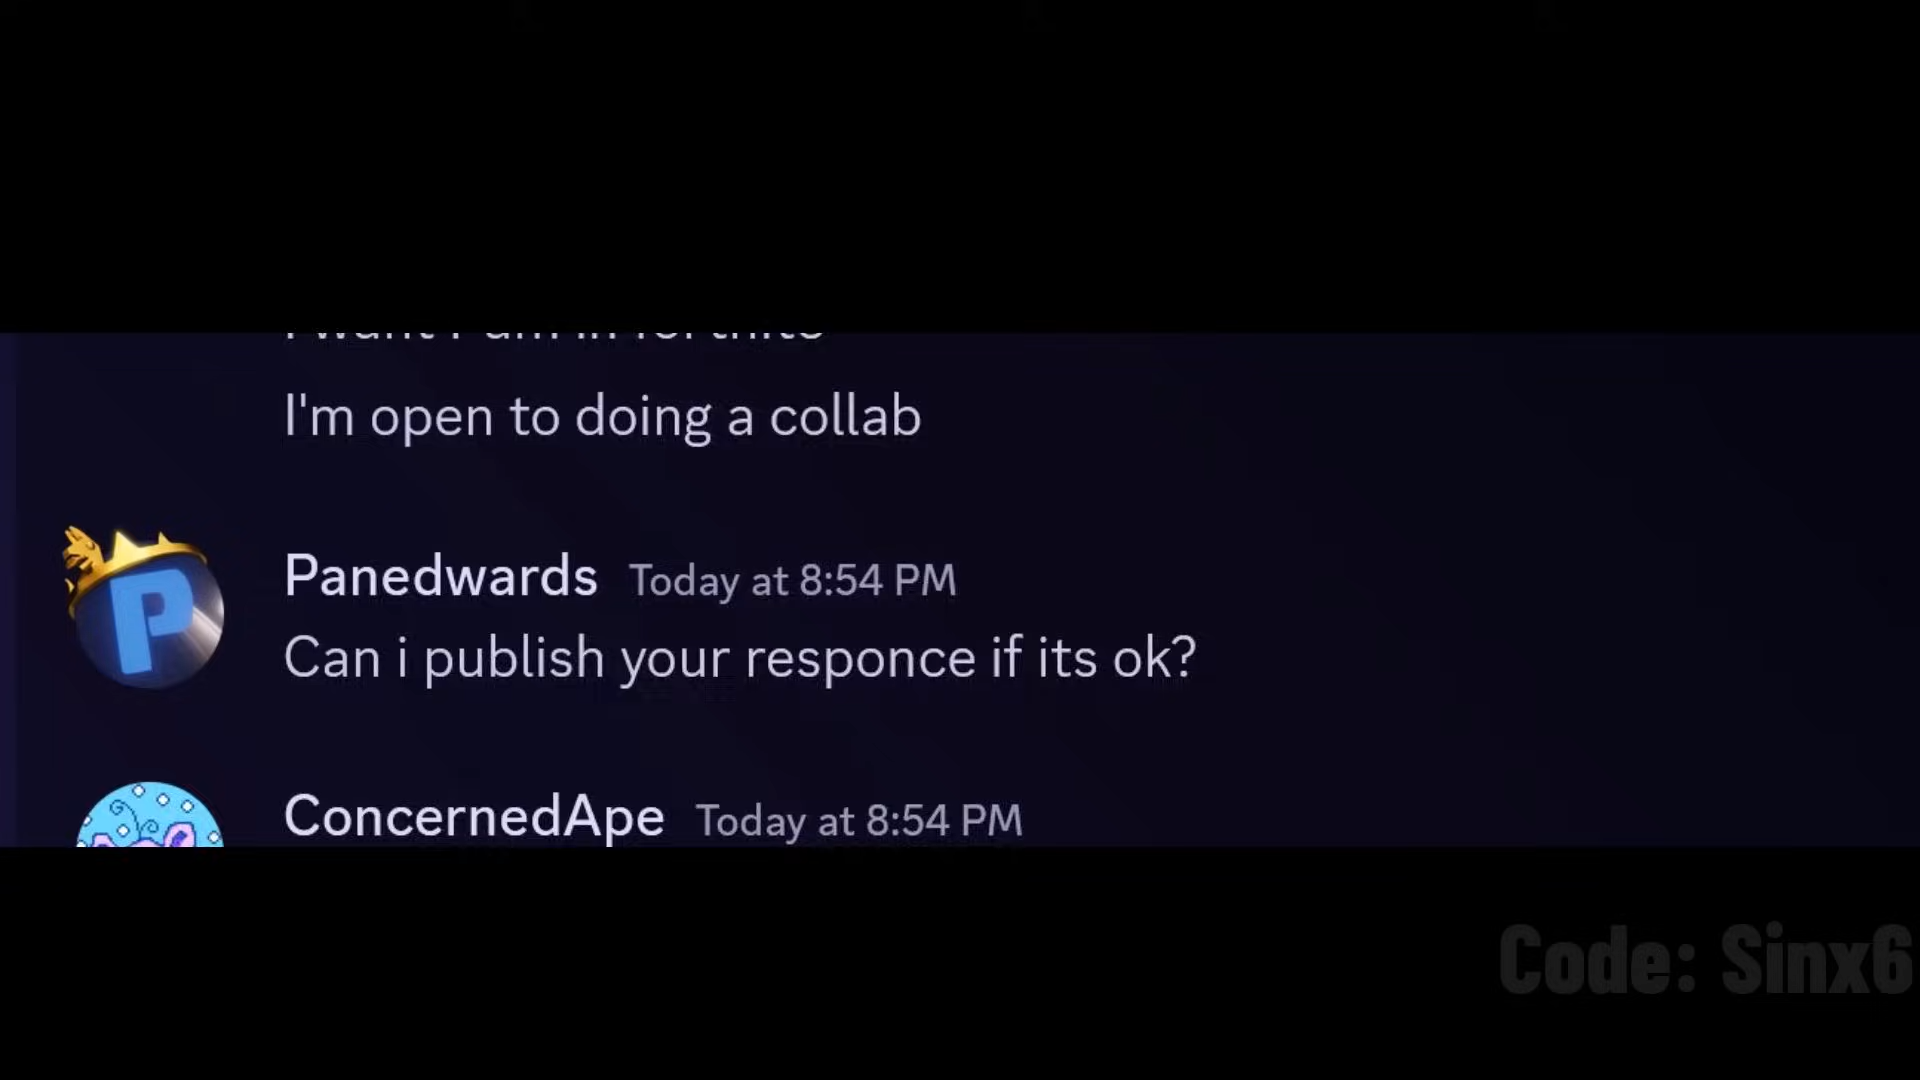 I'm open to doing a collab
Panedwards Today at 8:54 PM
Can i publish your responce if its ok?
ConcernedApe Today at 8:54 PM
Code: Sinx6